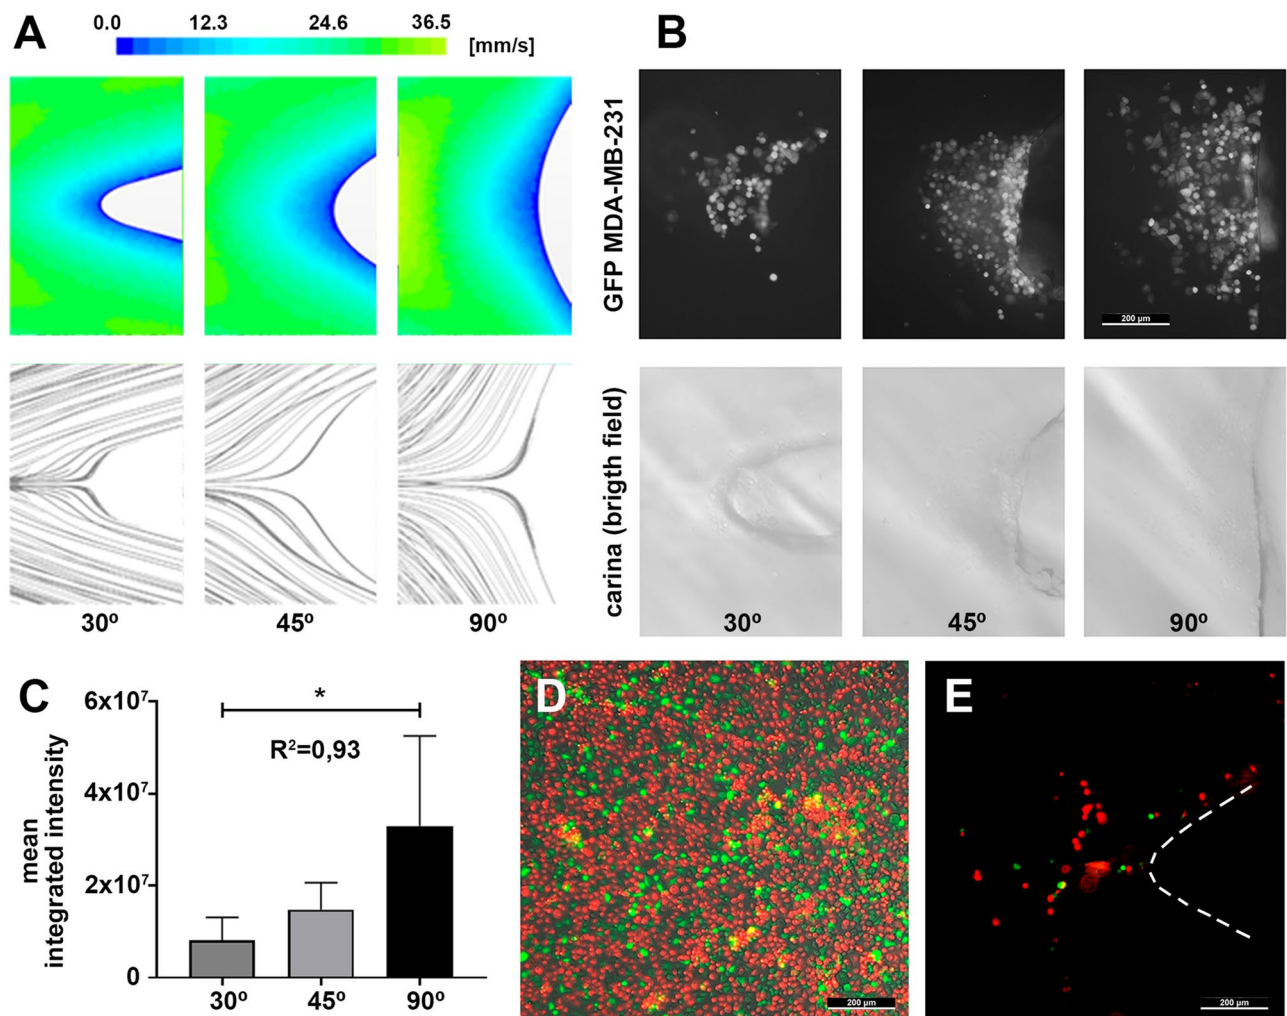 A
0.0 12.3 24.6 36.5
[mm/s]
30º 45º 90º
B
GFP MDA-MB-231
200 µm
carina (brigth field)
30º 45º 90º
C
mean
integrated intensity
6x10⁷
4x10⁷
2x10⁷
0
*
R²=0,93
30º 45º 90º
D
200 µm
E
200 µm